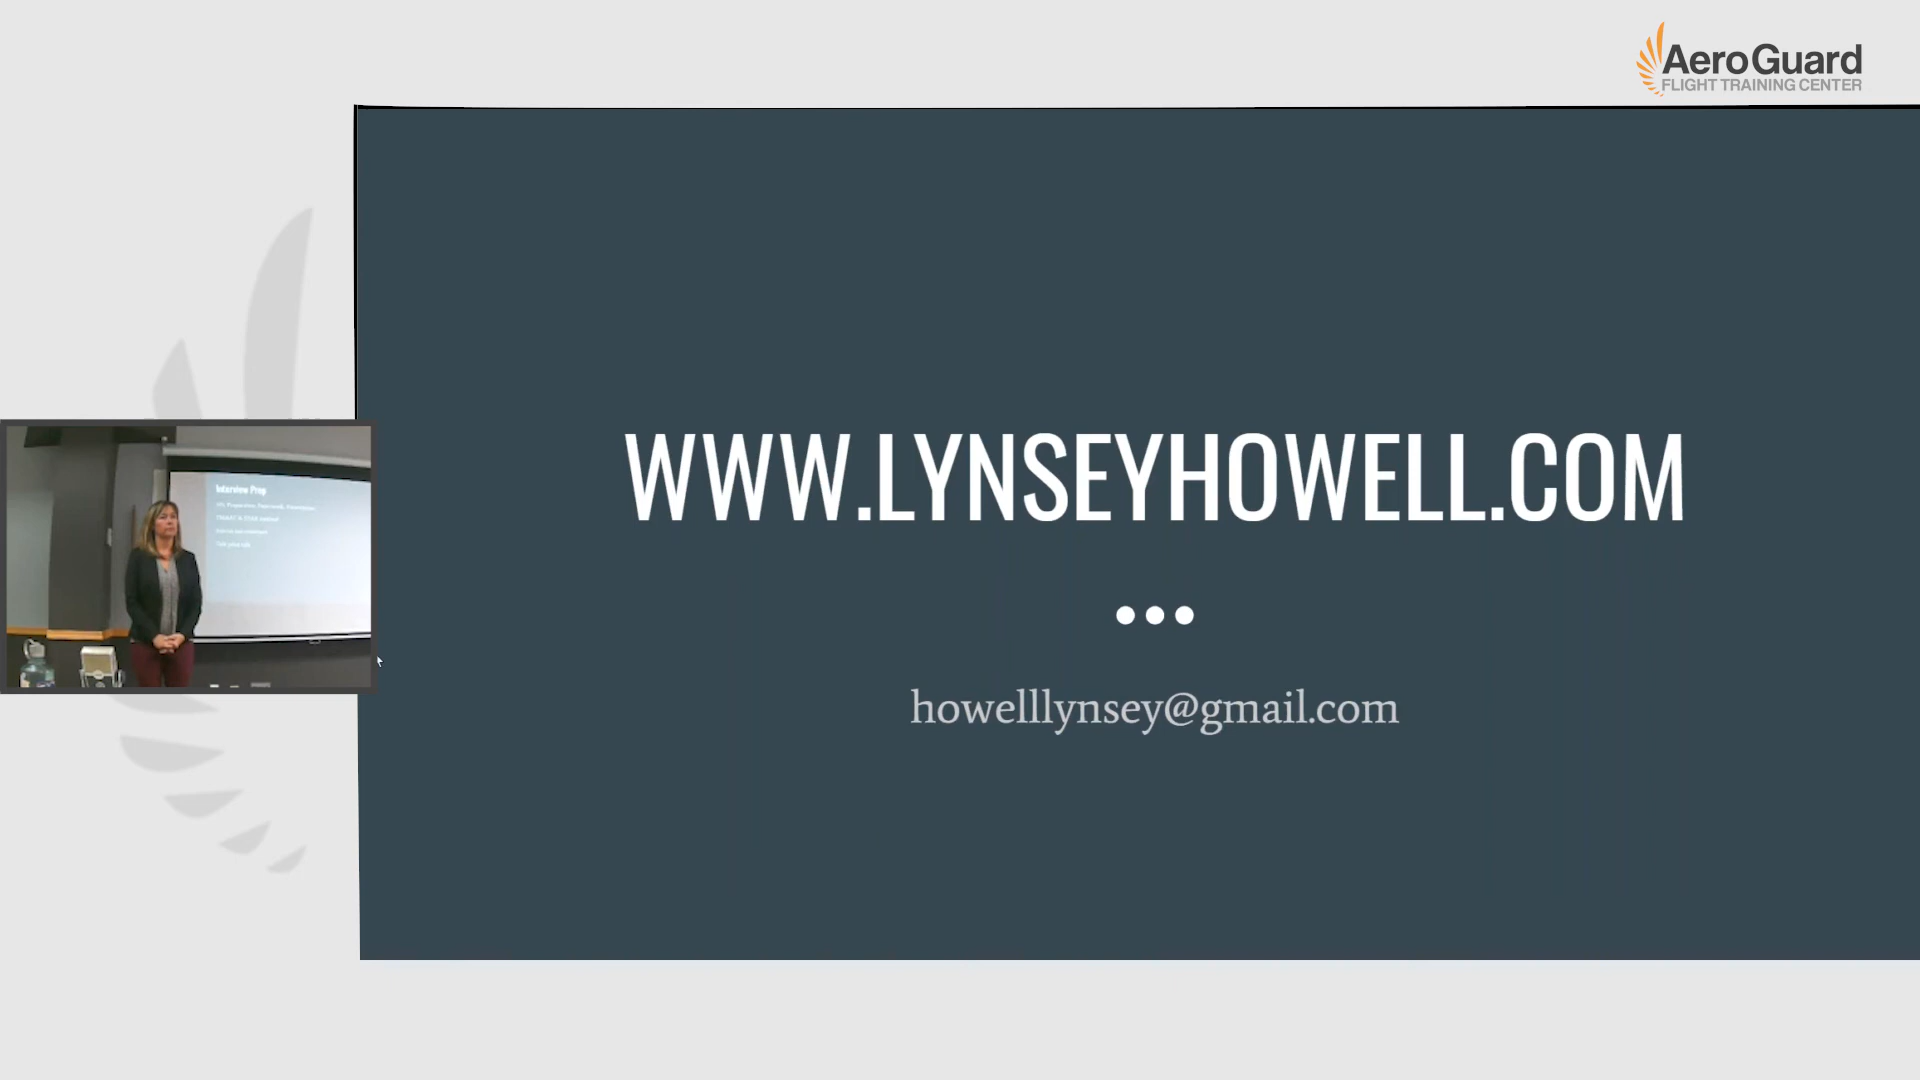 AeroGuard
FLIGHT TRAINING CENTER
WWW.LYNSEYHOWELL.COM
howelllynsey@gmail.com
Interview Prep